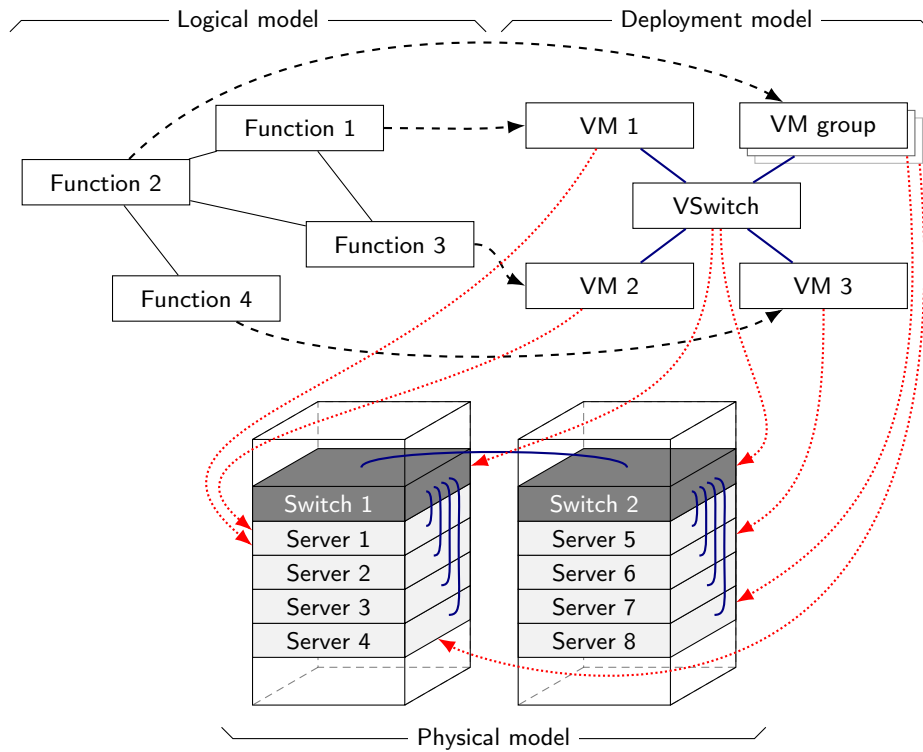 Logical model
Deployment model
Function 1
VM 1
VM group
Function 2
VSwitch
Function 3
VM 2
VM 3
Function 4
Switch 1
Switch 2
Server 1
Server 5
Server 2
Server 6
Server 3
Server 7
Server 4
Server 8
Physical model